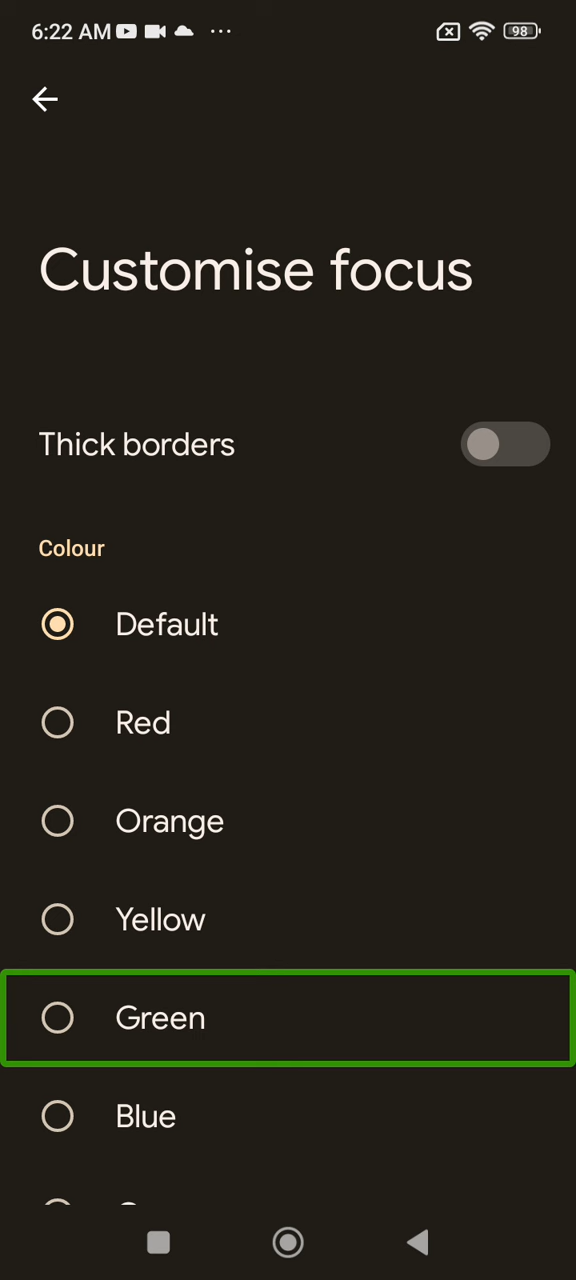 6:22 AM
98
Customise focus
Thick borders
Colour
Default
Red
Orange
Yellow
Green
Blue